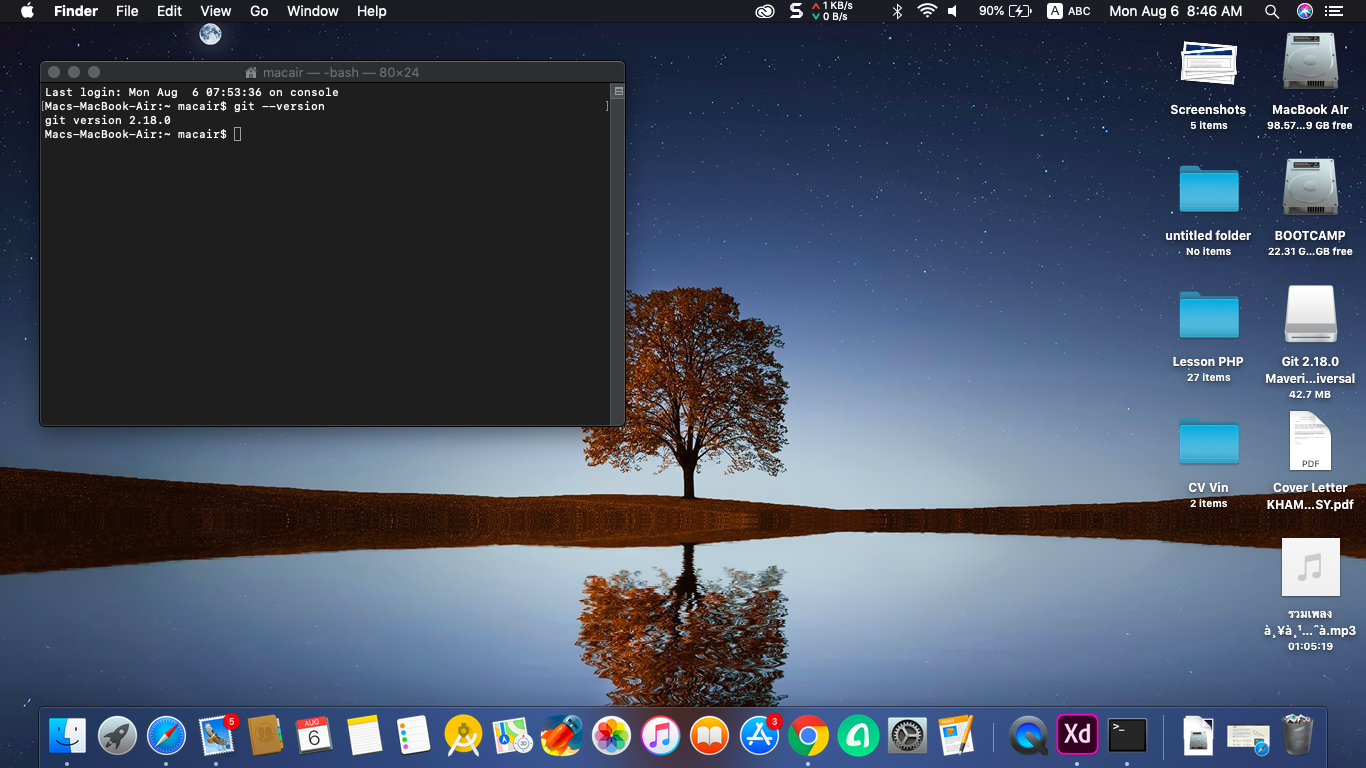 Finder File Edit View Go Window Help
1 KB/s
0 B/s
90% A ABC Mon Aug 6 8:46 AM
macair — -bash — 80×24
Last login: Mon Aug  6 07:53:36 on console
[Macs-MacBook-Air:~ macair$ git --version ]
git version 2.18.0
Macs-MacBook-Air:~ macair$
Screenshots
5 items
MacBook AIr
98.57...9 GB free
untitled folder
No items
BOOTCAMP
22.31 G...GB free
Lesson PHP
27 items
Git 2.18.0
Maveri...iversal
42.7 MB
PDF
CV Vin
2 items
Cover Letter
KHAM...SY.pdf
รวมเพลง
à¸¥à¸¹...ˆà.mp3
01:05:19
5
AUG
6
3D
3
Xd
>_